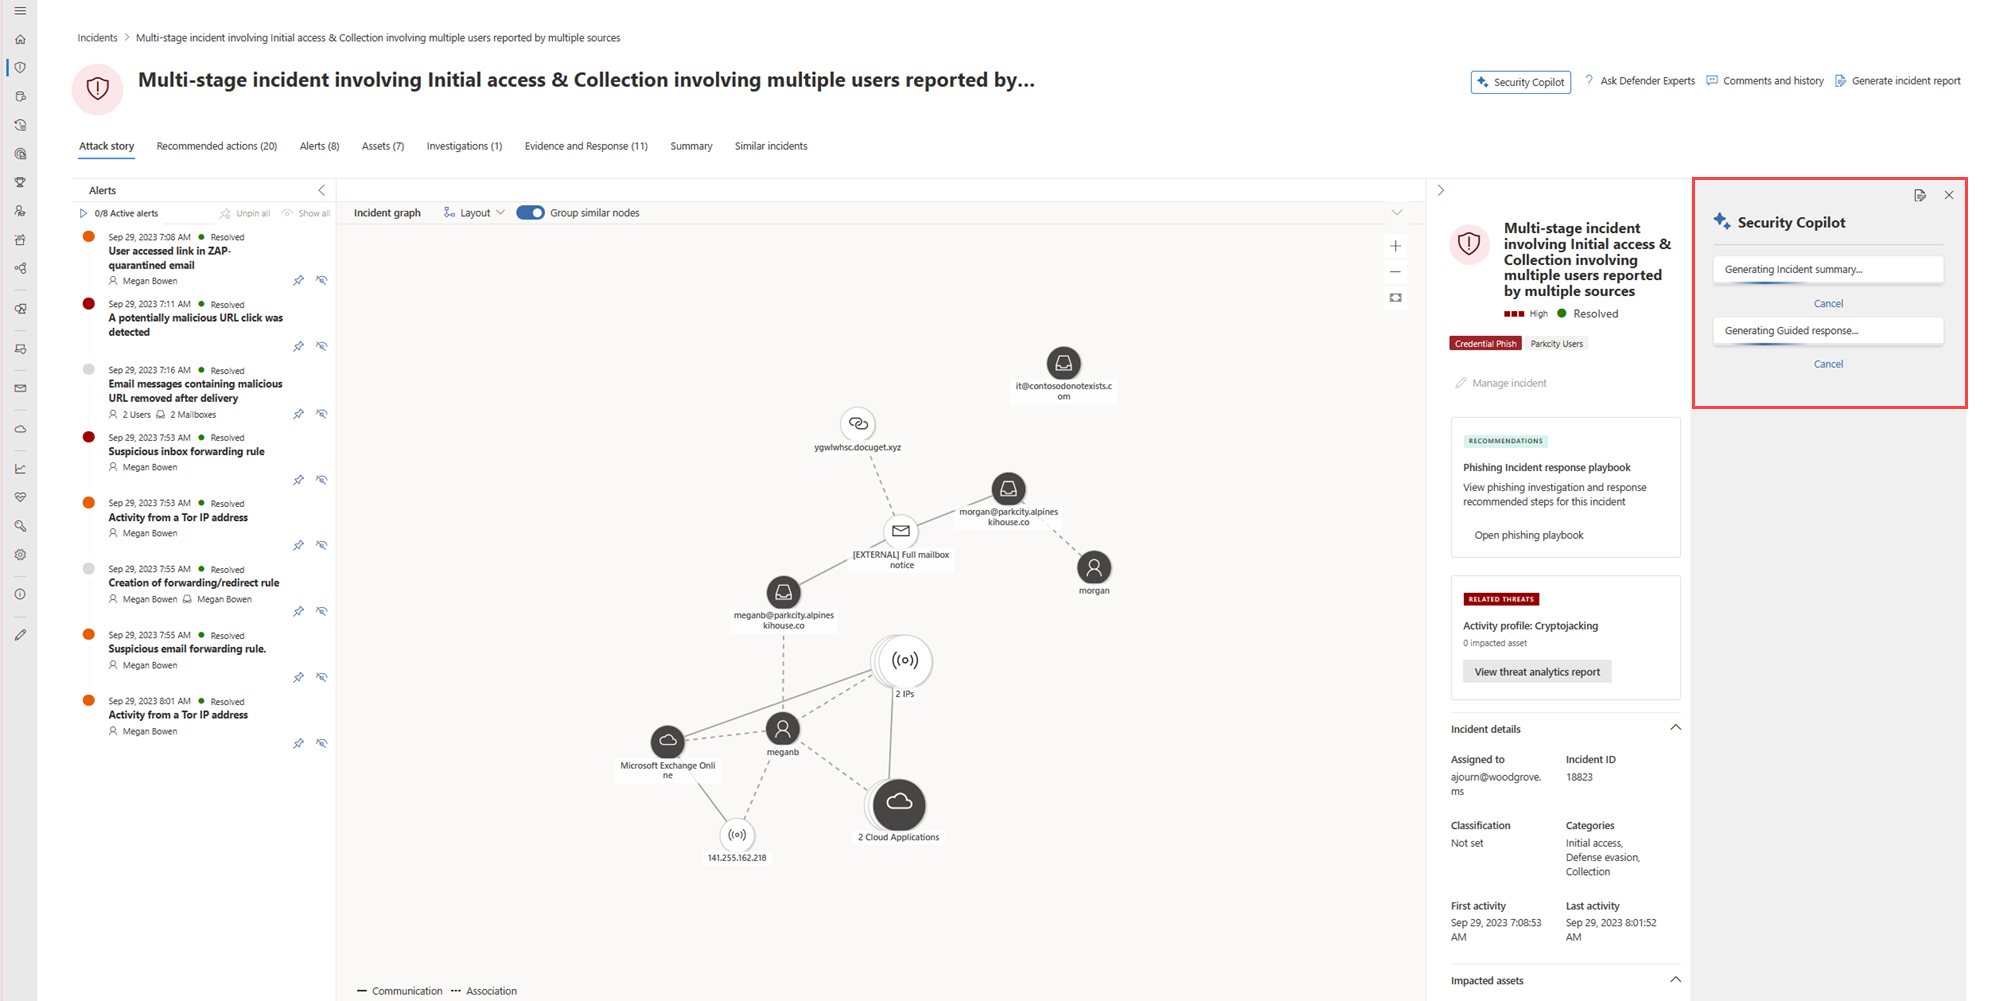 Incidents > Multi-stage incident involving Initial access & Collection involving multiple users reported by multiple sources
Multi-stage incident involving Initial access & Collection involving multiple users reported by...
Security Copilot
? Ask Defender Experts
Comments and history
Generate incident report
Attack story
Recommended actions (20)
Alerts (8)
Assets (7)
Investigations (1)
Evidence and Response (11)
Summary
Similar incidents
Alerts
0/8 Active alerts
Unpin all
Show all
Sep 29, 2023 7:08 AM Resolved
User accessed link in ZAP-
quarantined email
Megan Bowen
Sep 29, 2023 7:11 AM Resolved
A potentially malicious URL click was
detected
Sep 29, 2023 7:16 AM Resolved
Email messages containing malicious
URL removed after delivery
2 Users 2 Mailboxes
Sep 29, 2023 7:53 AM Resolved
Suspicious inbox forwarding rule
Megan Bowen
Sep 29, 2023 7:53 AM Resolved
Activity from a Tor IP address
Megan Bowen
Sep 29, 2023 7:55 AM Resolved
Creation of forwarding/redirect rule
Megan Bowen Megan Bowen
Sep 29, 2023 7:55 AM Resolved
Suspicious email forwarding rule.
Megan Bowen
Sep 29, 2023 8:01 AM Resolved
Activity from a Tor IP address
Megan Bowen
Incident graph
Layout
Group similar nodes
it@contosodonotexists.c
om
ygwlwhsc.docuget.xyz
morgan@parkcity.alpines
kihouse.co
[EXTERNAL] Full mailbox
notice
morgan
meganb@parkcity.alpines
kihouse.co
2 IPs
meganb
Microsoft Exchange Onli
ne
2 Cloud Applications
141.255.162.218
Communication
Association
Multi-stage incident
involving Initial access &
Collection involving
multiple users reported
by multiple sources
High Resolved
Credential Phish
Parkcity Users
Manage incident
RECOMMENDATIONS
Phishing Incident response playbook
View phishing investigation and response
recommended steps for this incident
Open phishing playbook
RELATED THREATS
Activity profile: Cryptojacking
0 impacted asset
View threat analytics report
Incident details
Assigned to
ajourn@woodgrove.
ms
Incident ID
18823
Classification
Not set
Categories
Initial access,
Defense evasion,
Collection
First activity
Sep 29, 2023 7:08:53
AM
Last activity
Sep 29, 2023 8:01:52
AM
Impacted assets
Security Copilot
Generating Incident summary...
Cancel
Generating Guided response...
Cancel